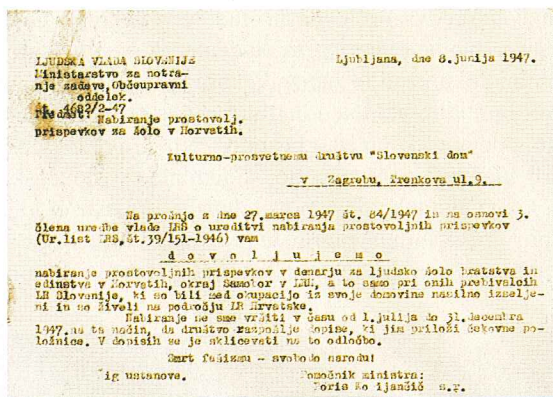 LJUDSKA VLADA SLOVENIJE Ljubljana, dne 8.junija 1947.
Ministarstvo za notra-
nje zadeve, Občeupravni
oddelek.
Št. 4682/2-47
Predmet: Nabiranje prostovolj.
prispevkov za šolo v Horvatih.
Kulturno-prosvetnemu društvu "Slovenski dom"
v Zagrebu, Trenkova ul.9.
Na prošnjo z dne 27.marca 1947 št. 84/1947 in na osnovi 3.
člena uredbe vlade LRS o ureditvi nabiranja prostovoljnih prispevkov
(Ur.list LRS, št.39/151-1946) vam
d o v o l j u j e m o
nabiranje prostovoljnih prispevkov v denarju za ljudsko šolo bratstva in
edinstva v Horvatih, okraj Samobor v LRH, a to samo pri onih prebivalcih
LR Slovenije, ki so bili med okupacijo iz svoje domovine nasilno izselje-
ni in so živeli na področju LR Hrvatske.
Nabiranje se sme vršiti v času od 1.julija do 31.decembra
1947. na ta način, da društvo razpošlje dopise, ki jim priloži čekovne po-
ložnice. V dopisih se je sklicevati na to odločbo.
Smrt fašizmu - svobodo narodu!
ig ustanove. Pomočnik ministra:
Boris s.r.